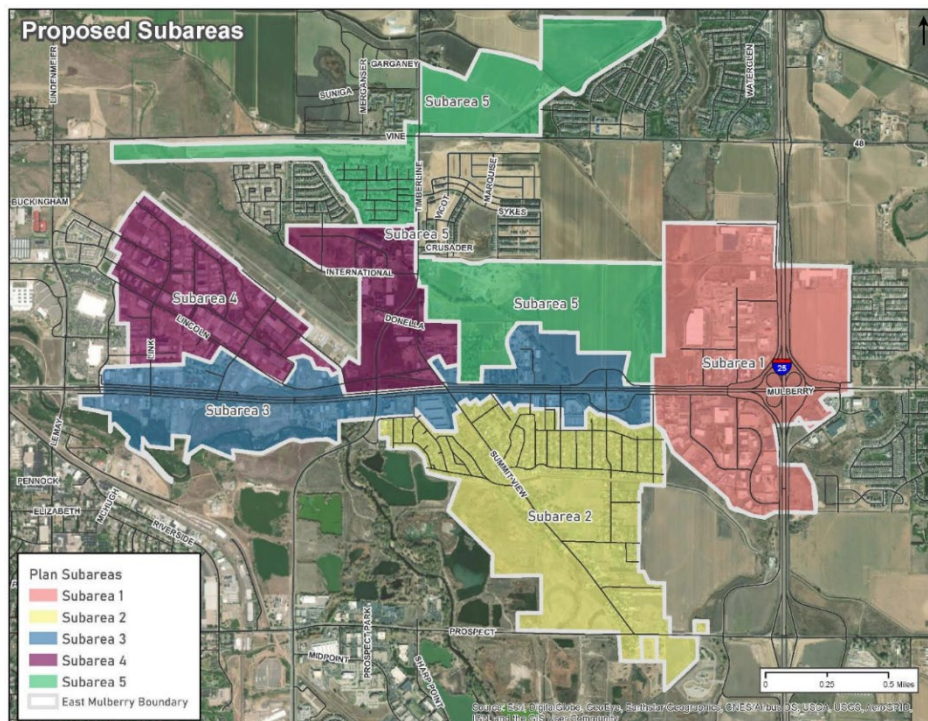 Proposed Subareas
LINDENMEIER
GARGANEY
SUNIGA
MERGANSER
WATERGLEN
Subarea 5
VINE
48
TIMBERLINE
VICOT
MARQUISE
SYKES
BUCKINGHAM
Subarea 5
CRUSADER
INTERNATIONAL
Subarea 4
LINCOLN
LINK
DONELLA
Subarea 5
Subarea 1
25
MULBERRY
Subarea 3
LEMAY
PENNOCK
ELIZABETH
MCHUGH
RIVERSIDE
SUMMIT VIEW
Subarea 2
PROSPECT
MIDPOINT
PROSPECT PARK
SHARP POINT
Plan Subareas
Subarea 1
Subarea 2
Subarea 3
Subarea 4
Subarea 5
East Mulberry Boundary
0 0.25 0.5 Miles